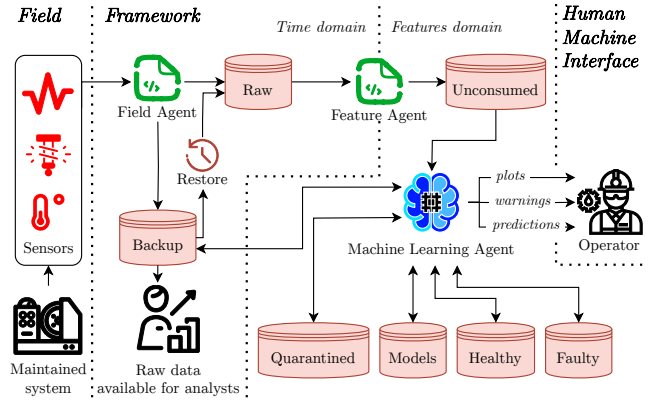 Field
Framework
Time domain
Features domain
Human
Machine
Interface
Field Agent
Raw
Feature Agent
Unconsumed
Restore
Sensors
Backup
plots
warnings
predictions
Machine Learning Agent
Operator
Maintained
system
Raw data
available for analysts
Quarantined
Models
Healthy
Faulty